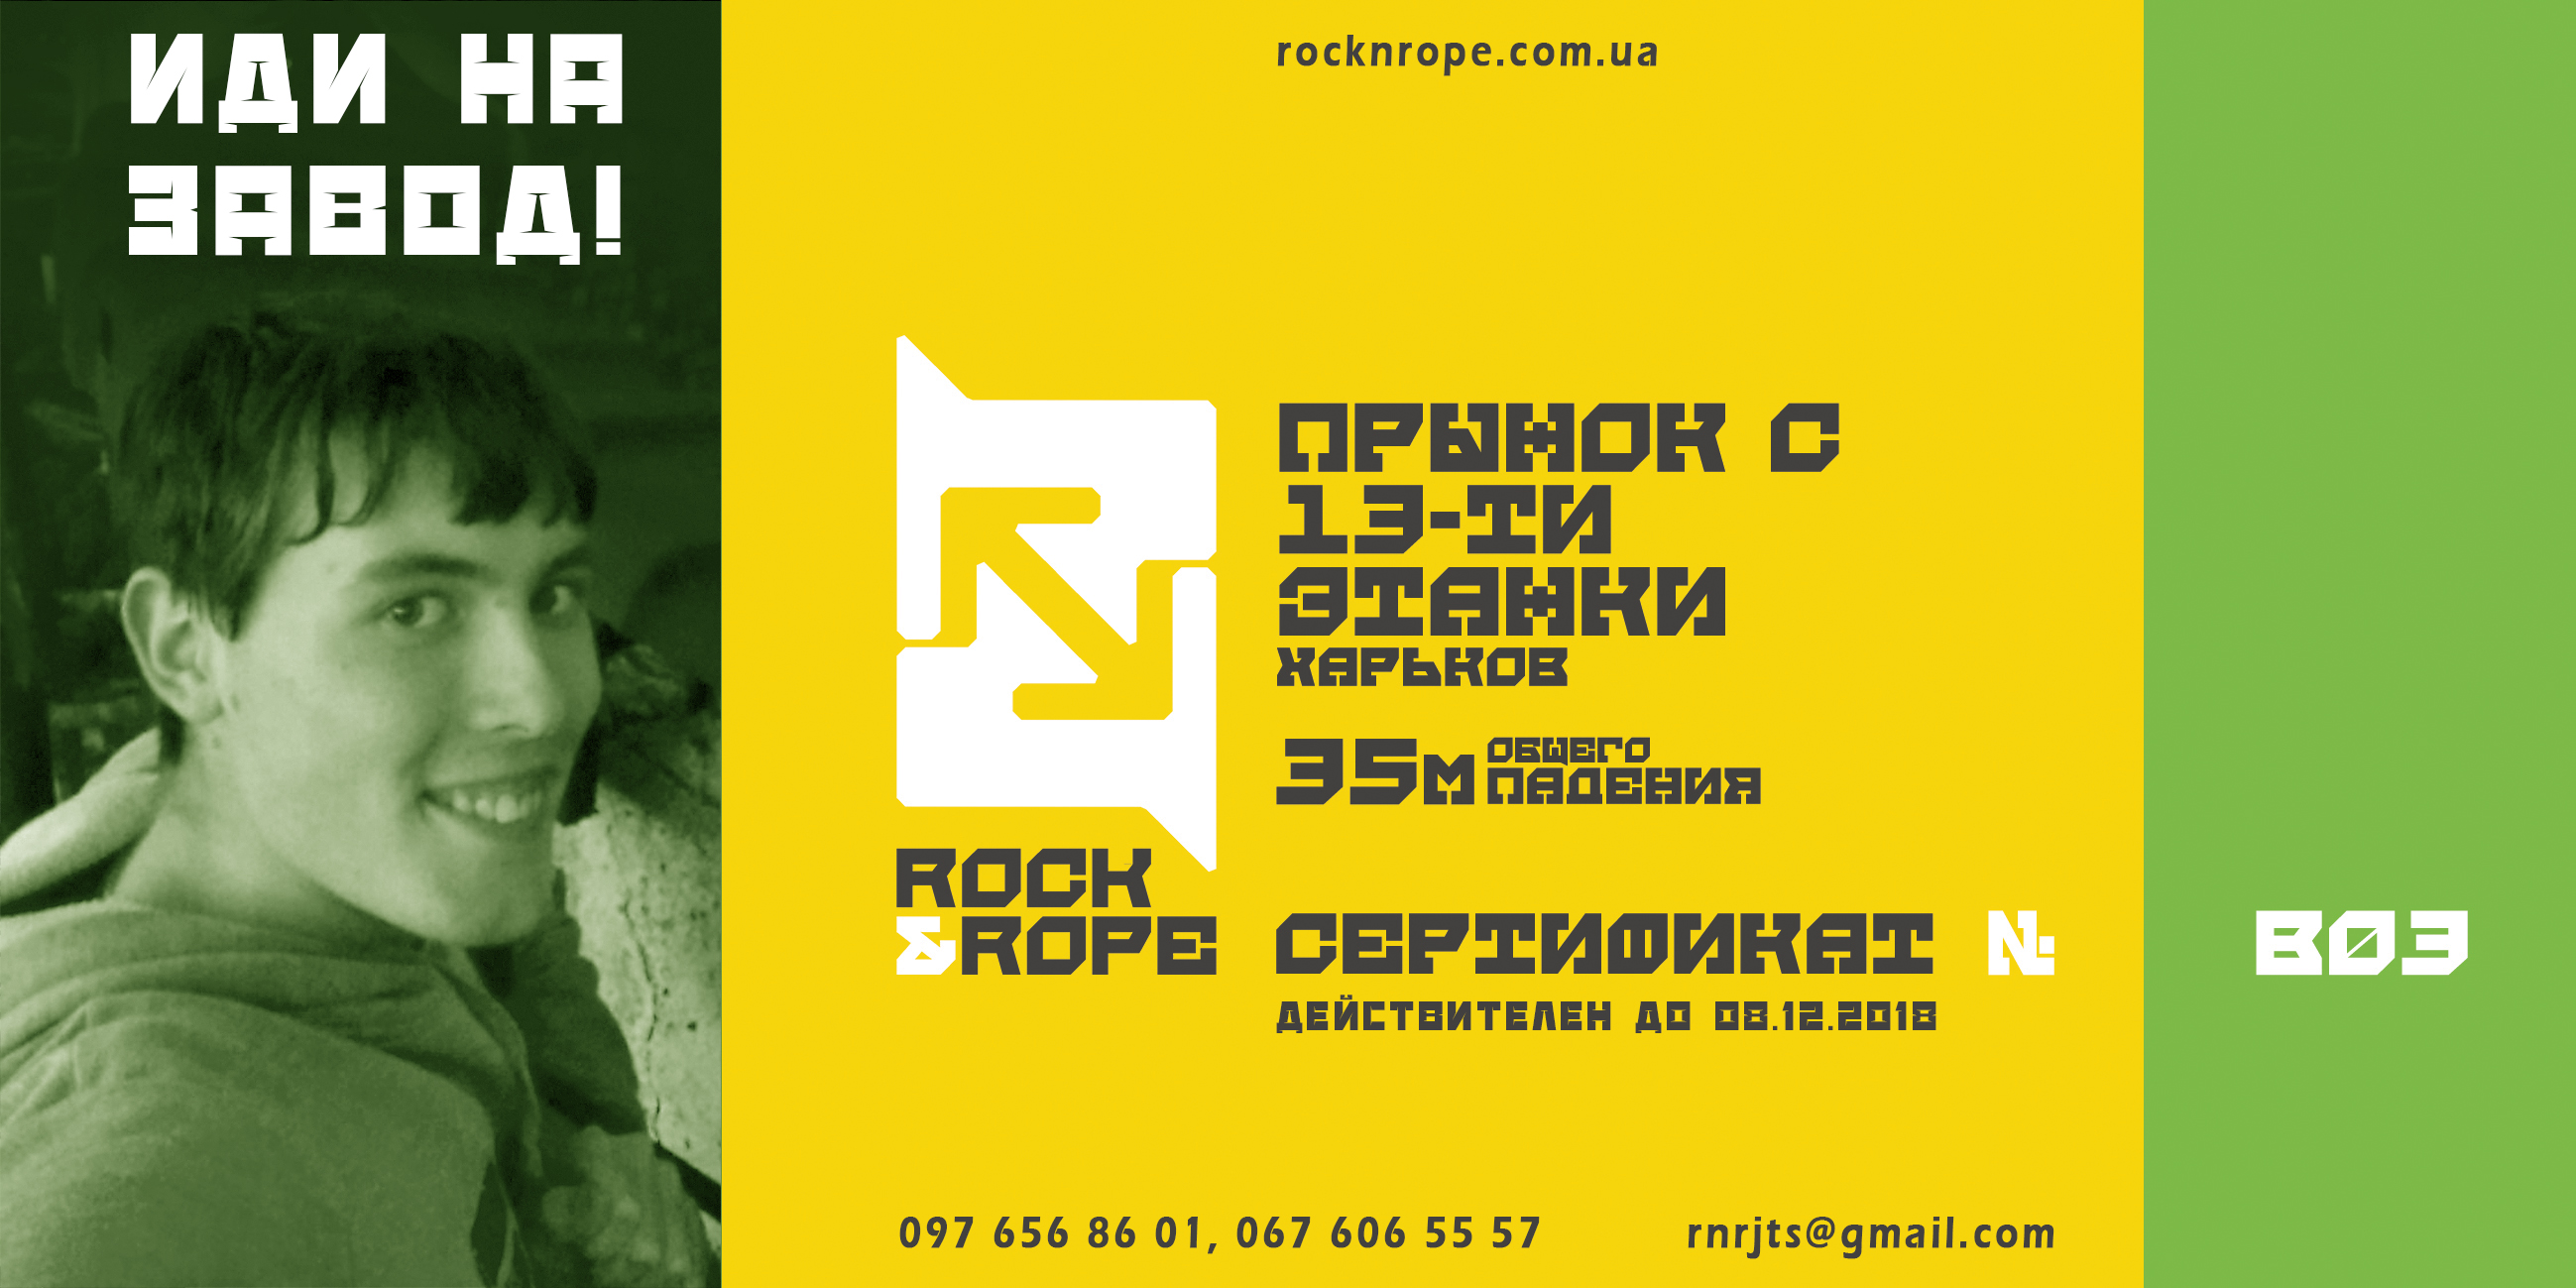 ИДИ НА
ЗАВОД!
rocknrope.com.ua
ПРЫЖОК С
13-ТИ
ЭТАЖКИ
ХАРЬКОВ
35М ОБЩЕГО
ПАДЕНИЯ
ROCK
&ROPE
СЕРТИФИКАТ № B03
ДЕЙСТВИТЕЛЕН ДО 08.12.2018
097 656 86 01, 067 606 55 57
rnrjts@gmail.com